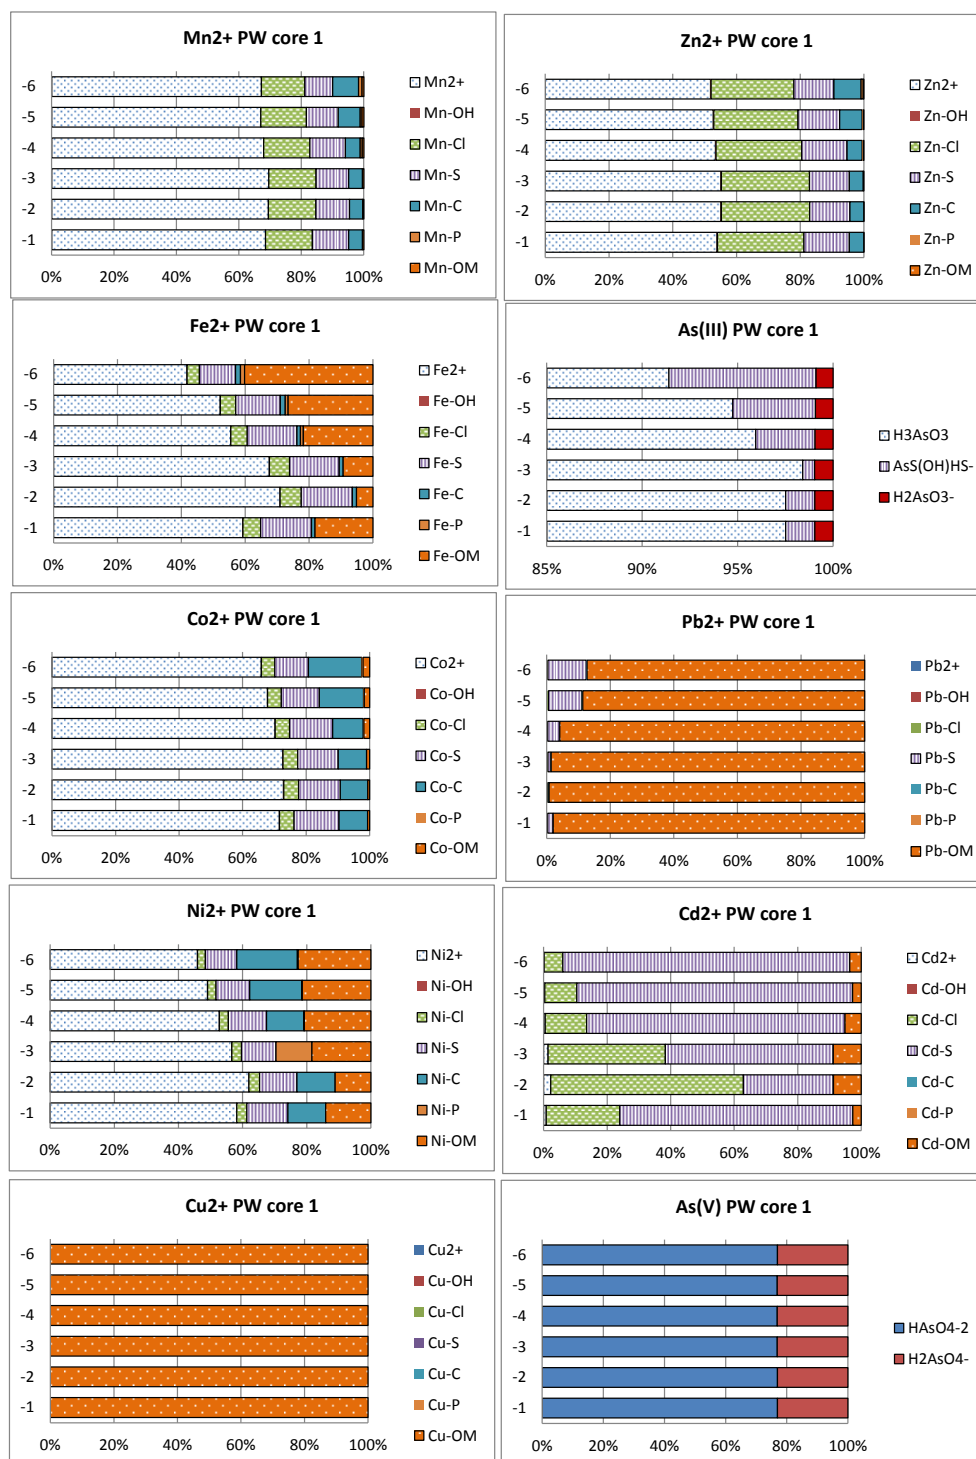 Mn2+ PW core 1
-6
-5
-4
-3
-2
-1
0% 20% 40% 60% 80% 100%
Mn2+
Mn-OH
Mn-Cl
Mn-S
Mn-C
Mn-P
Mn-OM
Zn2+ PW core 1
-6
-5
-4
-3
-2
-1
0% 20% 40% 60% 80% 100%
Zn2+
Zn-OH
Zn-Cl
Zn-S
Zn-C
Zn-P
Zn-OM
Fe2+ PW core 1
-6
-5
-4
-3
-2
-1
0% 20% 40% 60% 80% 100%
Fe2+
Fe-OH
Fe-Cl
Fe-S
Fe-C
Fe-P
Fe-OM
As(III) PW core 1
-6
-5
-4
-3
-2
-1
85% 90% 95% 100%
H3AsO3
AsS(OH)HS-
H2AsO3-
Co2+ PW core 1
-6
-5
-4
-3
-2
-1
0% 20% 40% 60% 80% 100%
Co2+
Co-OH
Co-Cl
Co-S
Co-C
Co-P
Co-OM
Pb2+ PW core 1
-6
-5
-4
-3
-2
-1
0% 20% 40% 60% 80% 100%
Pb2+
Pb-OH
Pb-Cl
Pb-S
Pb-C
Pb-P
Pb-OM
Ni2+ PW core 1
-6
-5
-4
-3
-2
-1
0% 20% 40% 60% 80% 100%
Ni2+
Ni-OH
Ni-Cl
Ni-S
Ni-C
Ni-P
Ni-OM
Cd2+ PW core 1
-6
-5
-4
-3
-2
-1
0% 20% 40% 60% 80% 100%
Cd2+
Cd-OH
Cd-Cl
Cd-S
Cd-C
Cd-P
Cd-OM
Cu2+ PW core 1
-6
-5
-4
-3
-2
-1
0% 20% 40% 60% 80% 100%
Cu2+
Cu-OH
Cu-Cl
Cu-S
Cu-C
Cu-P
Cu-OM
As(V) PW core 1
-6
-5
-4
-3
-2
-1
0% 20% 40% 60% 80% 100%
HAsO4-2
H2AsO4-